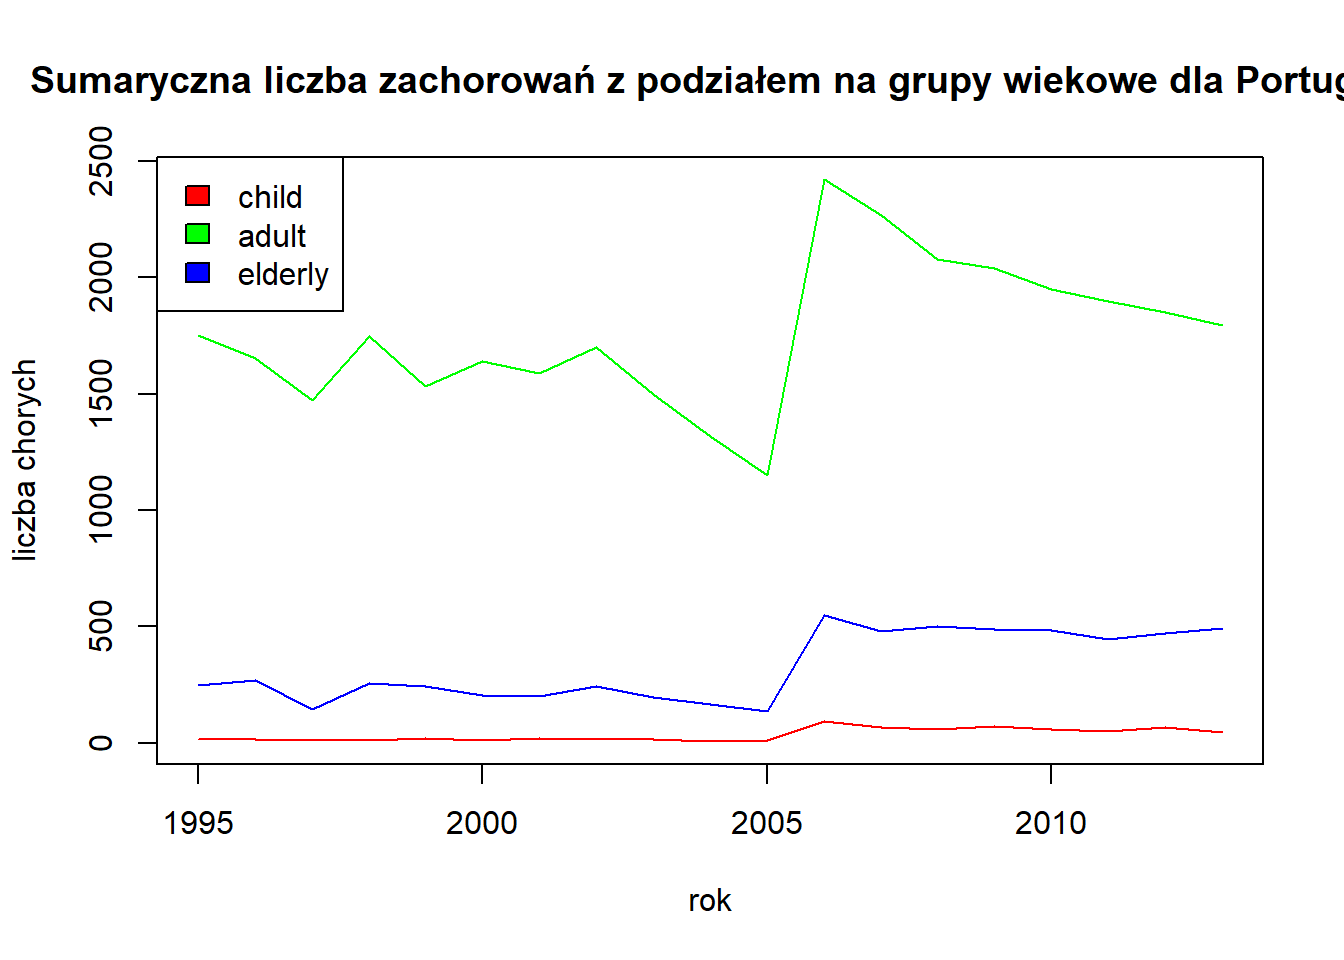 Sumaryczna liczba zachorowań z podziałem na grupy wiekowe dla Portug
2500
2000
1500
1000
500
0
liczba chorych
child
adult
elderly
1995 2000 2005 2010
rok